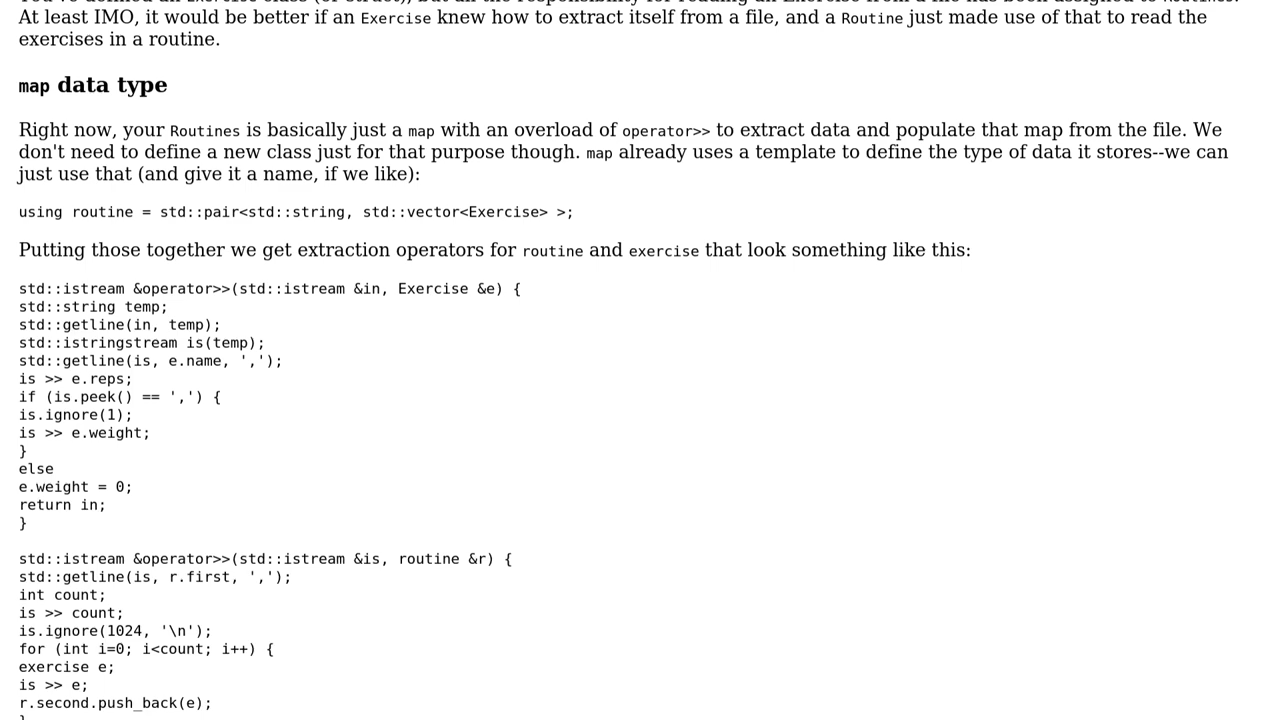 At least IMO, it would be better if an Exercise knew how to extract itself from a file, and a Routine just made use of that to read the
exercises in a routine.
map data type
Right now, your Routines is basically just a map with an overload of operator>> to extract data and populate that map from the file. We
don't need to define a new class just for that purpose though. map already uses a template to define the type of data it stores--we can
just use that (and give it a name, if we like):
using routine = std::pair<std::string, std::vector<Exercise> >;
Putting those together we get extraction operators for routine and exercise that look something like this:
std::istream &operator>>(std::istream &in, Exercise &e) {
std::string temp;
std::getline(in, temp);
std::istringstream is(temp);
std::getline(is, e.name, ',');
is >> e.reps;
if (is.peek() == ',') {
is.ignore(1);
is >> e.weight;
}
else
e.weight = 0;
return in;
}
std::istream &operator>>(std::istream &is, routine &r) {
std::getline(is, r.first, ',');
int count;
is >> count;
is.ignore(1024, '\n');
for (int i=0; i<count; i++) {
exercise e;
is >> e;
r.second.push_back(e);